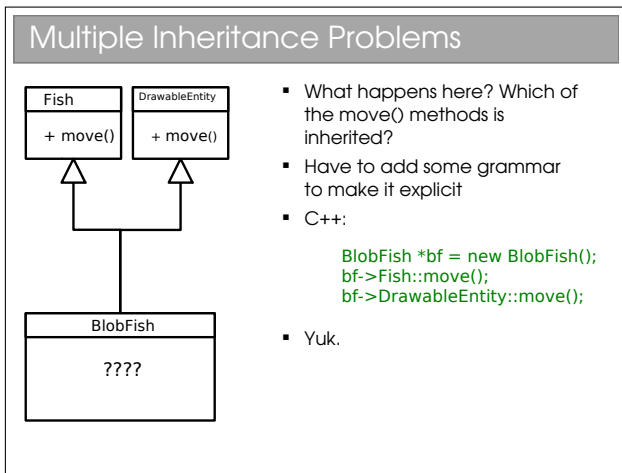 Multiple Inheritance Problems
Fish
+ move()
DrawableEntity
+ move()
BlobFish
????
▪ What happens here? Which of
the move() methods is
inherited?
▪ Have to add some grammar
to make it explicit
▪ C++:
BlobFish *bf = new BlobFish();
bf->Fish::move();
bf->DrawableEntity::move();
▪ Yuk.